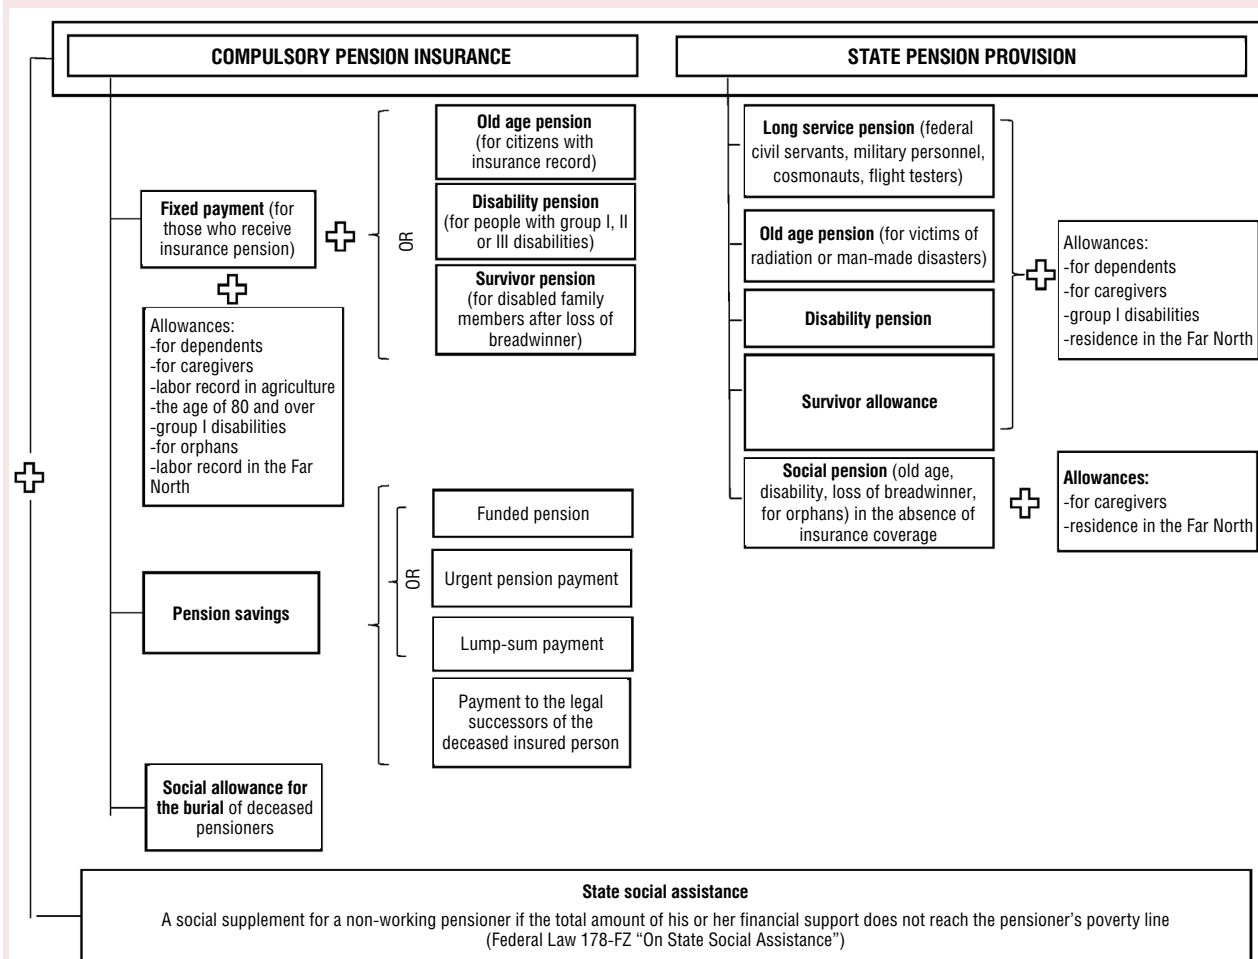 COMPULSORY PENSION INSURANCE
STATE PENSION PROVISION
Fixed payment (for
those who receive
insurance pension)
OR
Old age pension
(for citizens with
insurance record)
Disability pension
(for people with group I, II
or III disabilities)
Survivor pension
(for disabled family
members after loss of
breadwinner)
Allowances:
-for dependents
-for caregivers
-labor record in agriculture
-the age of 80 and over
-group I disabilities
-for orphans
-labor record in the Far
North
Pension savings
OR
Funded pension
Urgent pension payment
Lump-sum payment
Payment to the legal
successors of the
deceased insured person
Social allowance for
the burial of deceased
pensioners
Long service pension (federal
civil servants, military personnel,
cosmonauts, flight testers)
Old age pension (for victims of
radiation or man-made disasters)
Disability pension
Survivor allowance
Allowances:
-for dependents
-for caregivers
-group I disabilities
-residence in the Far North
Social pension (old age,
disability, loss of breadwinner,
for orphans) in the absence of
insurance coverage
Allowances:
-for caregivers
-residence in the Far North
State social assistance
A social supplement for a non-working pensioner if the total amount of his or her financial support does not reach the pensioner’s poverty line
(Federal Law 178-FZ “On State Social Assistance”)